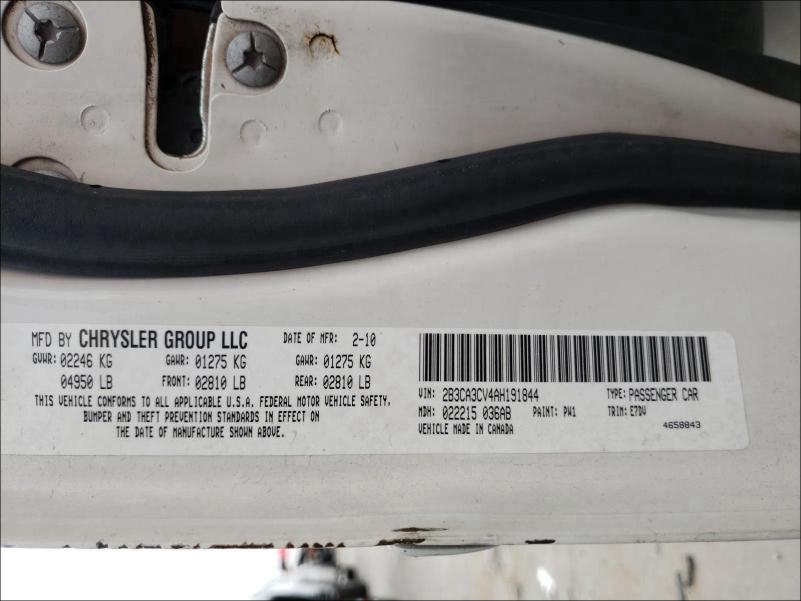 MFD BY CHRYSLER GROUP LLC DATE OF MFR: 2-10
GVWR: 02246 KG GAWR: 01275 KG GAWR: 01275 KG
04950 LB FRONT: 02810 LB REAR: 02810 LB
THIS VEHICLE CONFORMS TO ALL APPLICABLE U.S.A. FEDERAL MOTOR VEHICLE SAFETY,
BUMPER AND THEFT PREVENTION STANDARDS IN EFFECT ON
THE DATE OF MANUFACTURE SHOWN ABOVE.
VIN: 2B3CA3CV4AH191844 TYPE: PASSENGER CAR
MDH: 022215 036AB PAINT: PW1 TRIM: E7DV
VEHICLE MADE IN CANADA 4658843